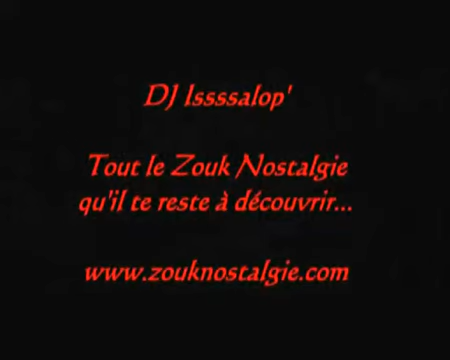 DJ Issssalop'
Tout le Zouk Nostalgie
qu'il te reste à découvrir...
www.zouknostalgie.com